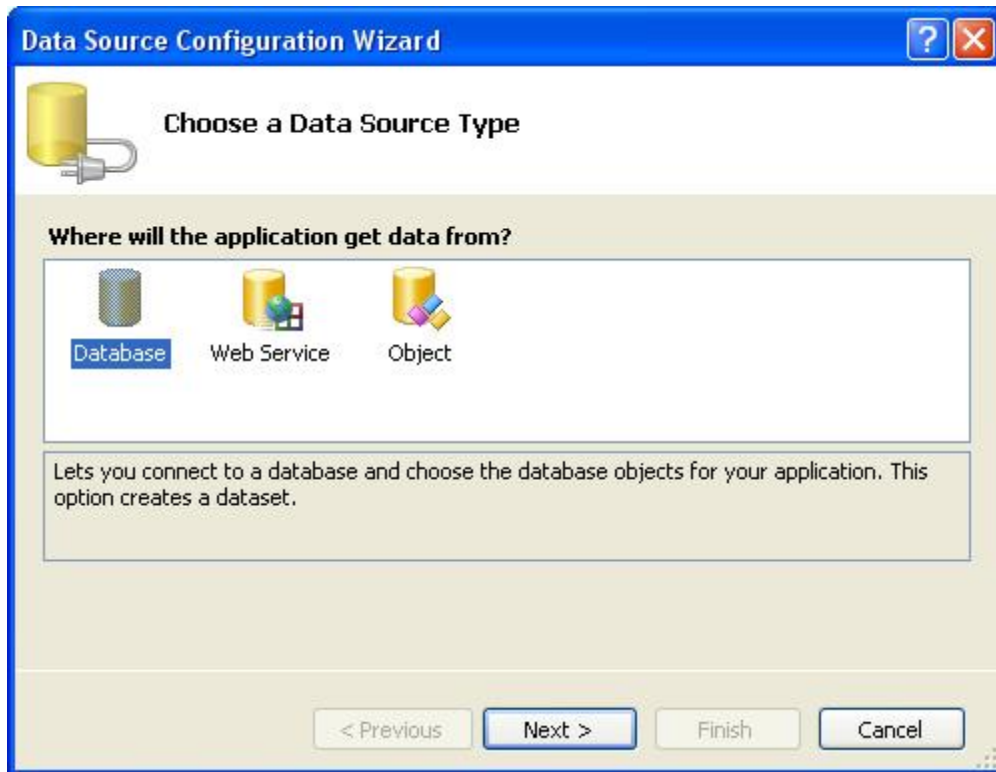 Data Source Configuration Wizard
?
Choose a Data Source Type
Where will the application get data from?
Database Web Service Object
Lets you connect to a database and choose the database objects for your application. This
option creates a dataset.
< Previous Next > Finish Cancel